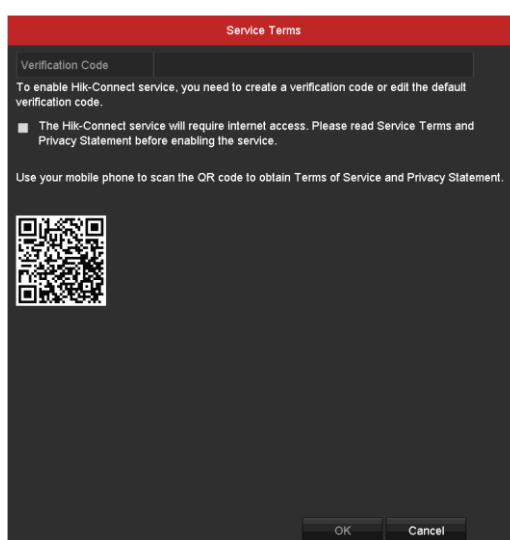 Service Terms
Verification Code
To enable Hik-Connect service, you need to create a verification code or edit the default
verification code.
The Hik-Connect service will require internet access. Please read Service Terms and
Privacy Statement before enabling the service.
Use your mobile phone to scan the QR code to obtain Terms of Service and Privacy Statement.
OK
Cancel